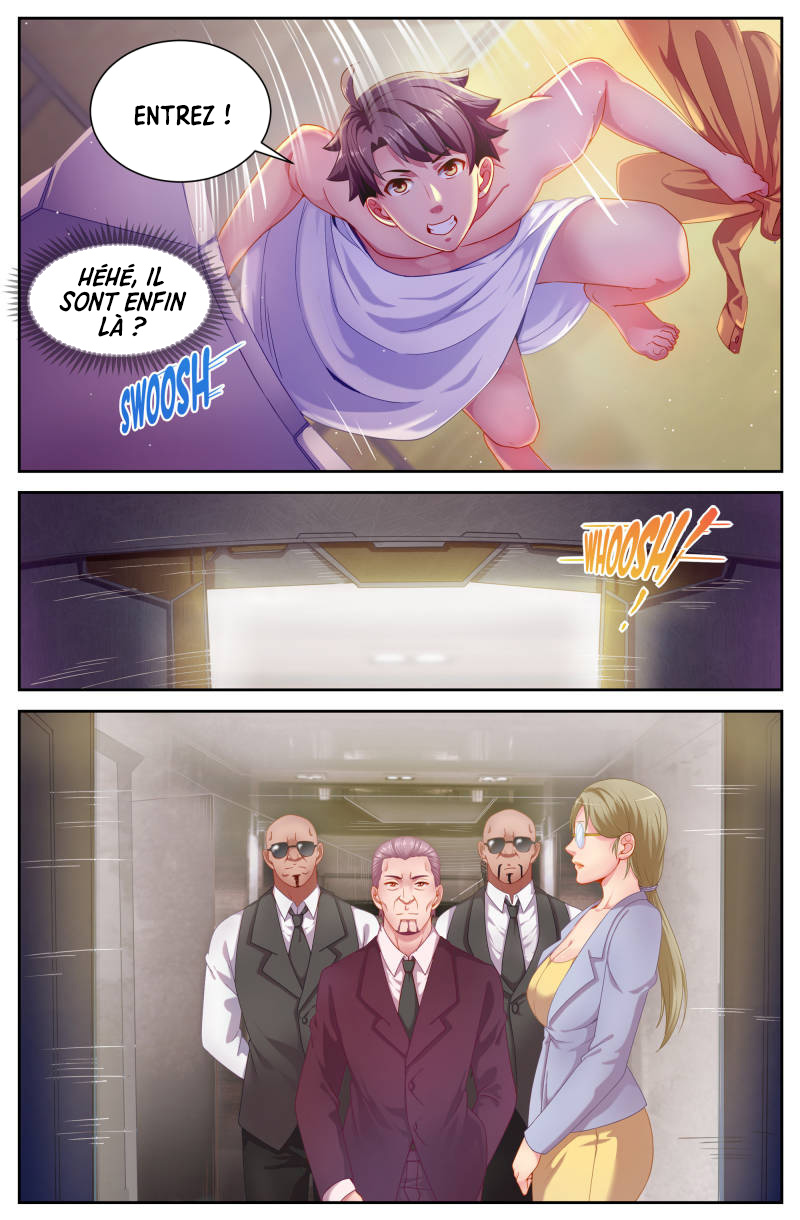 ENTREZ !
HÉHÉ, IL
SONT ENFIN
LÀ ?
SWOOSH
WHOOSH!